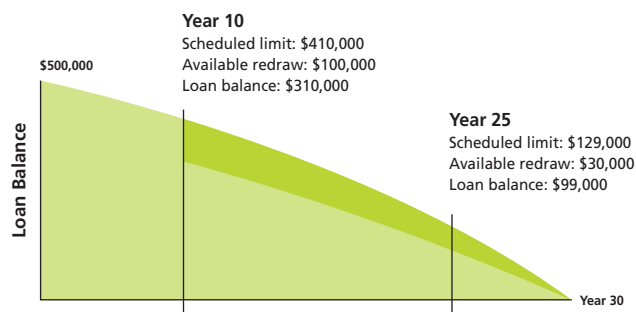 Year 10
Scheduled limit: $410,000
Available redraw: $100,000
Loan balance: $310,000
$500,000
Year 25
Scheduled limit: $129,000
Available redraw: $30,000
Loan balance: $99,000
Loan Balance
Year 30